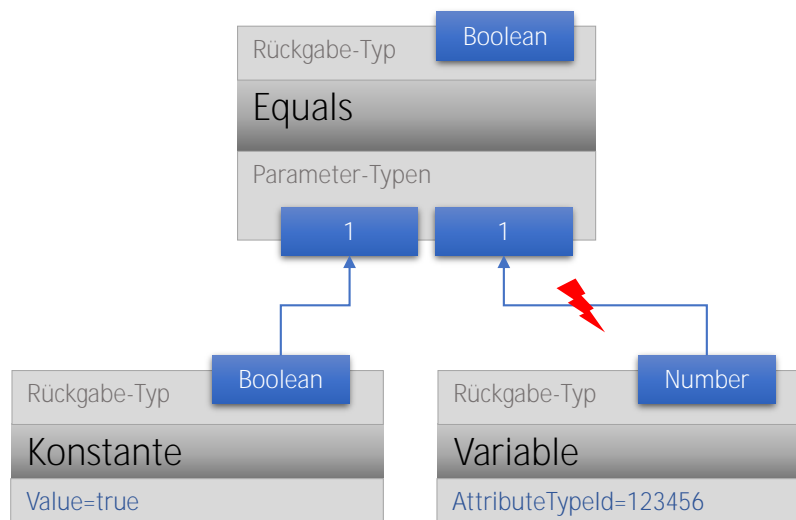 Rückgabe-Typ
Boolean
Equals
Parameter-Typen
1
1
Rückgabe-Typ
Boolean
Konstante
Value=true
Rückgabe-Typ
Number
Variable
AttributeTypeId=123456